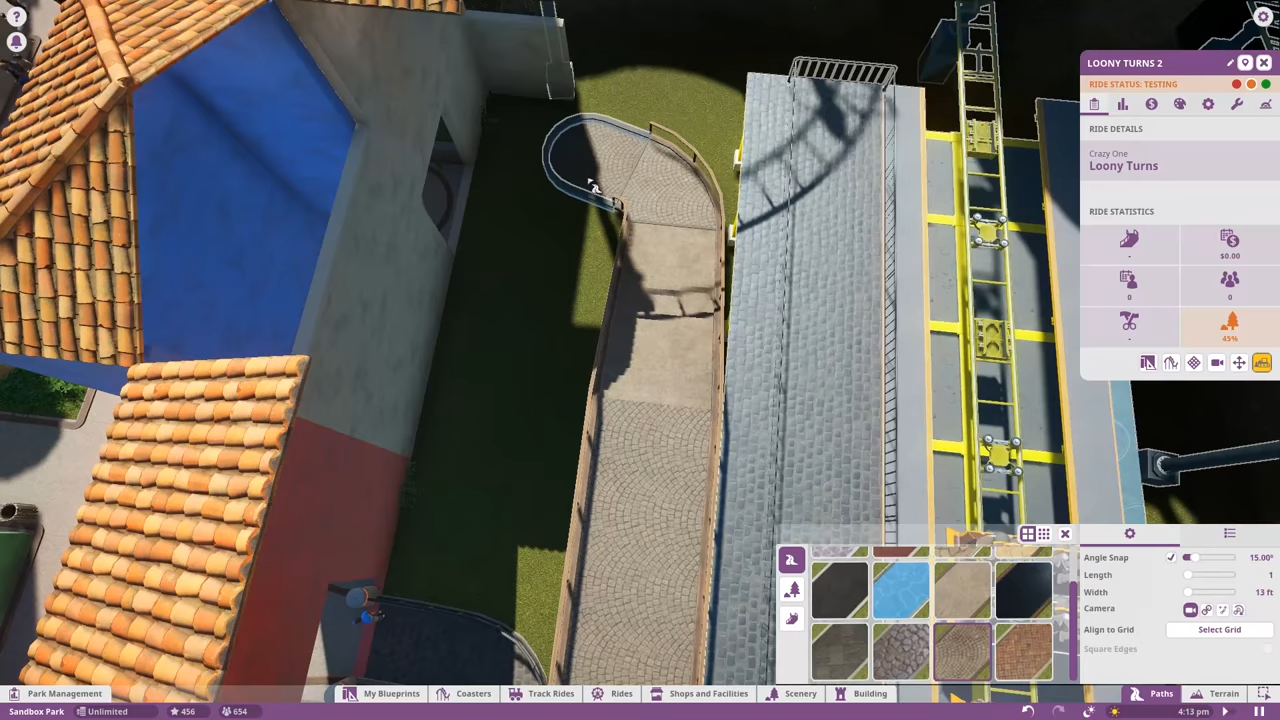 LOONY TURNS 2
RIDE STATUS: TESTING
RIDE DETAILS
Crazy One
Loony Turns
RIDE STATISTICS
-
$0.00
0
0
-
45%
Angle Snap
15.00°
Length
1
Width
13 ft
Camera
Align to Grid
Select Grid
Square Edges
Park Management
My Blueprints
Coasters
Track Rides
Rides
Shops and Facilities
Scenery
Building
Paths
Terrain
Sandbox Park
Unlimited
456
654
4:13 pm